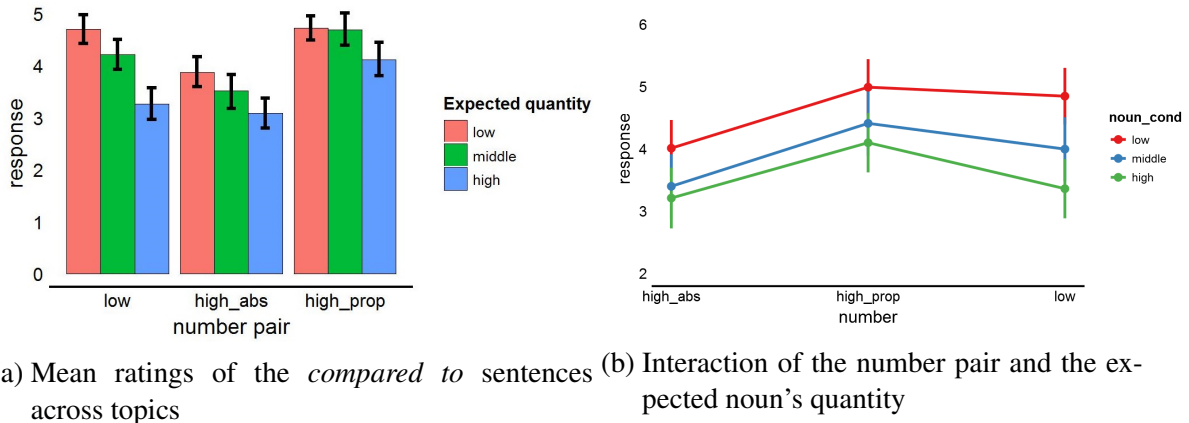 5
4
3
2
1
0
response
low
high_abs
high_prop
number pair
Expected quantity
low
middle
high
6
5
4
3
2
response
high_abs
high_prop
low
number
noun_cond
low
middle
high
a) Mean ratings of the compared to sentences
across topics
(b) Interaction of the number pair and the ex-
pected noun's quantity